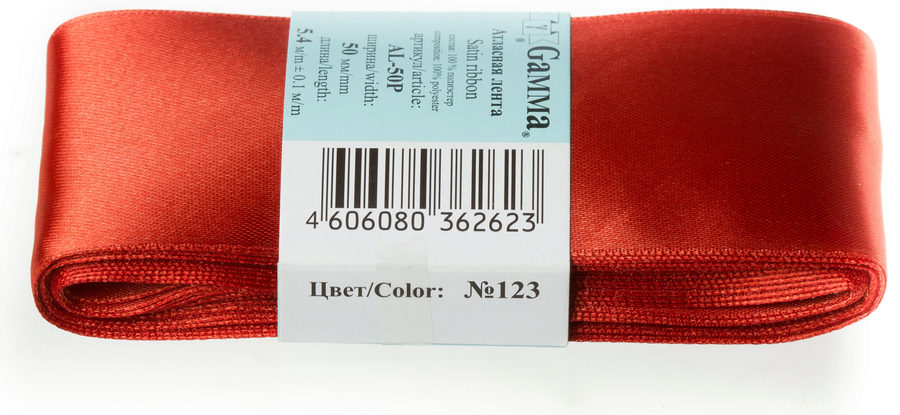 GaMMa®
Атласная лента
Satin ribbon
состав: 100 % полиэстер
composition: 100% polyester
артикул/article:
AL-50P
ширина/width:
50 мм/mm
длина/length:
5.4 м/m ± 0.1 м/m
4 606080 362623
Цвет/Color: №123